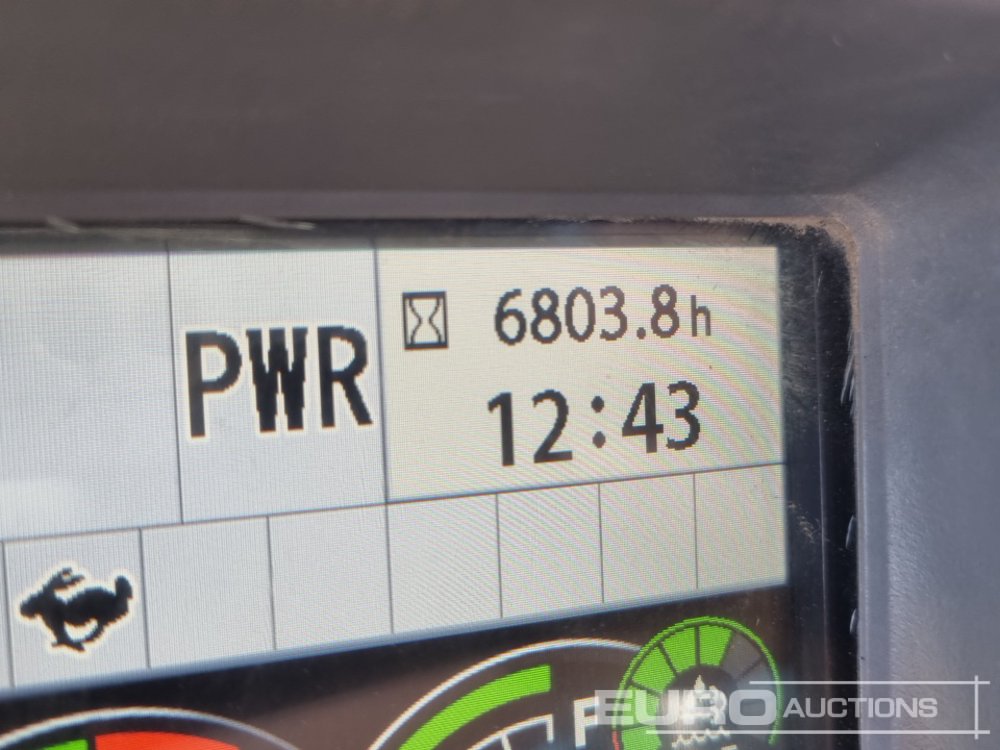 PWR
6803.8h
12:43
F
EURO AUCTIONS